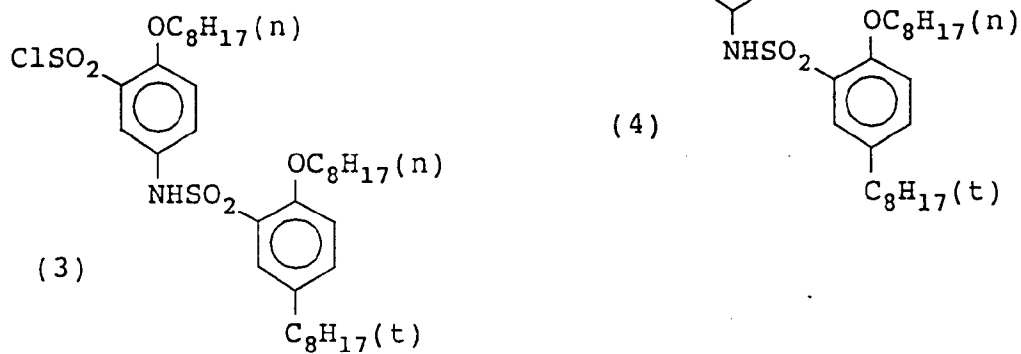 OC8H17(n)
ClSO2
NHSO2
OC8H17(n)
C8H17(t)
(3)
OC8H17(n)
NHSO2
C8H17(t)
(4)